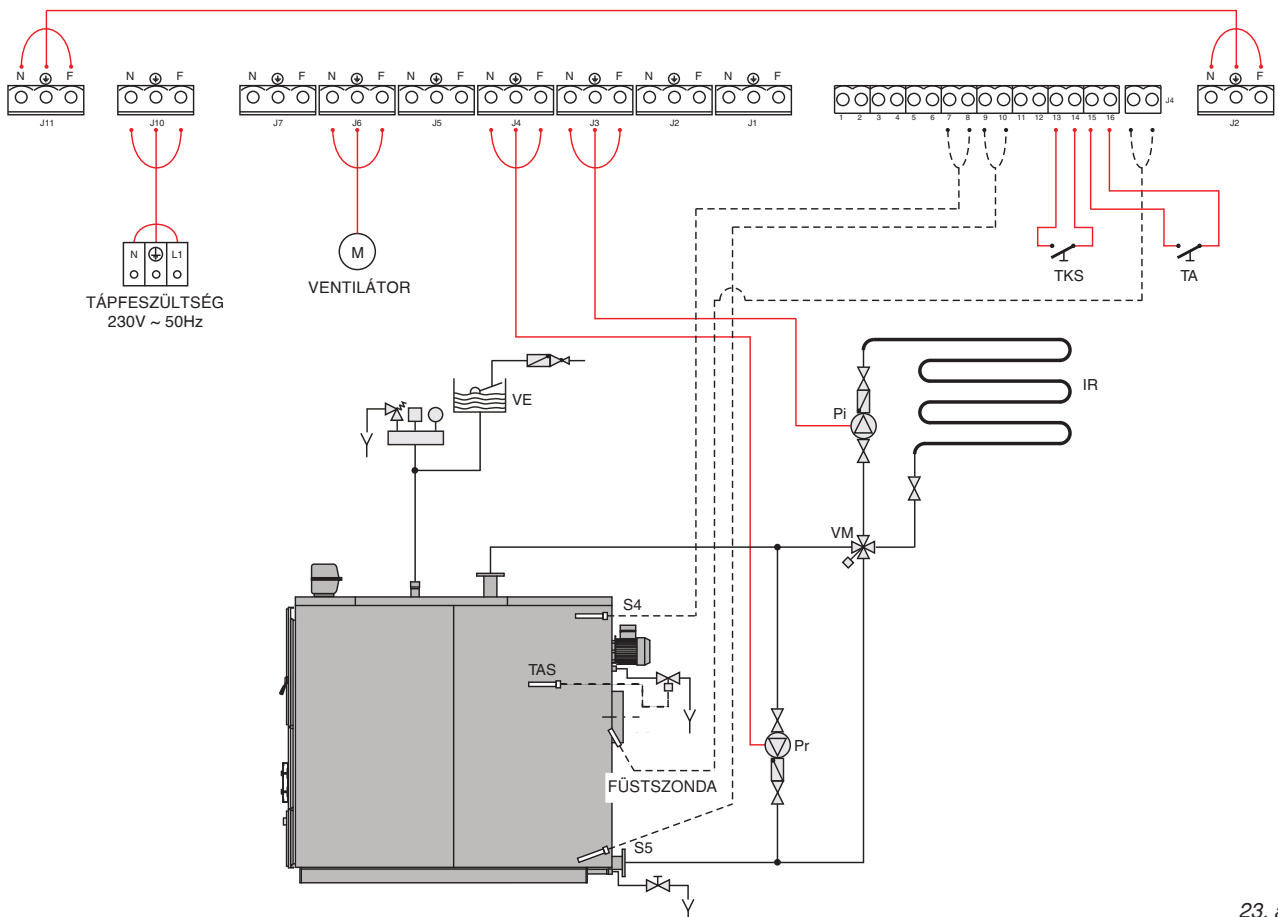 N F N F N F N F N F N F N F N F N F N F
J11 J10 J7 J6 J5 J4 J3 J2 J1 1 2 3 4 5 6 7 8 9 10 11 12 13 14 15 16 J4 J2
N L1
TÁPFESZÜLTSÉG
230V ~ 50Hz
M
VENTILÁTOR
TKS
TA
VE
Pi
IR
VM
S4
TAS
Pr
FÜSTSZONDA
S5
23.